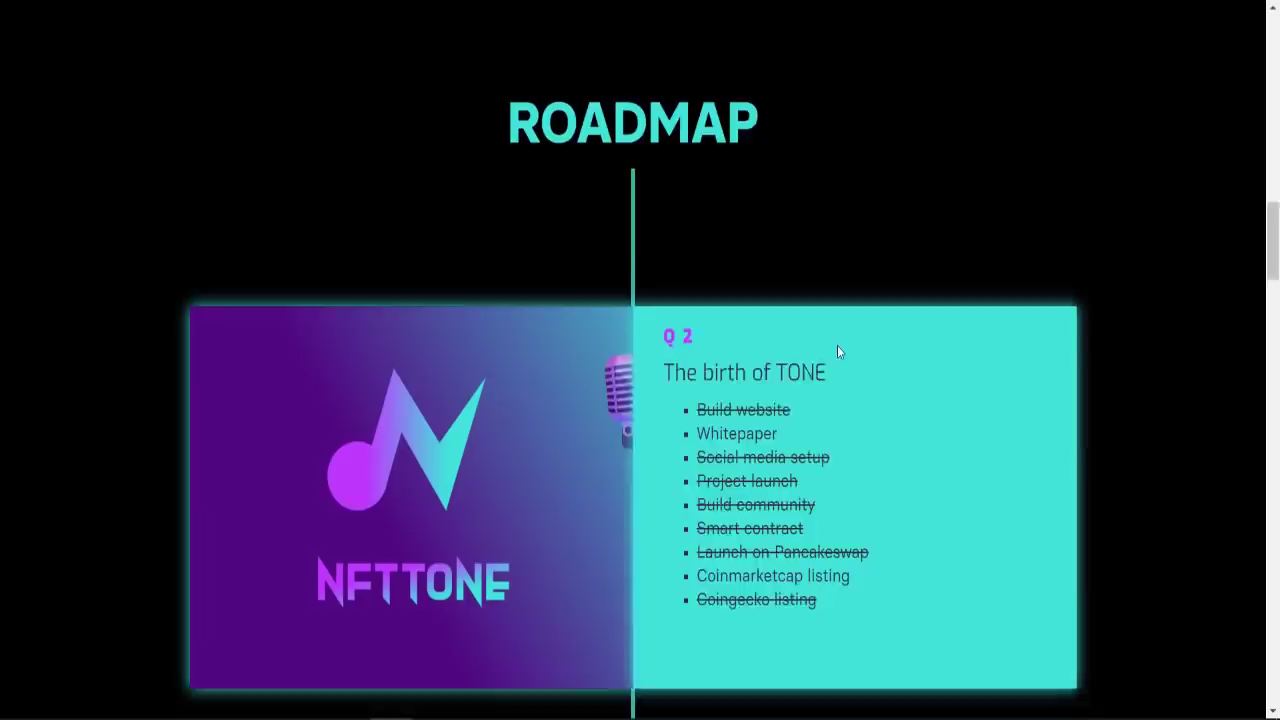 ROADMAP
Q 2
The birth of TONE
Build website
Whitepaper
Social media setup
Project launch
Build community
Smart contract
Launch on Pancakeswap
Coinmarketcap listing
Coingecko listing
NFTTONE